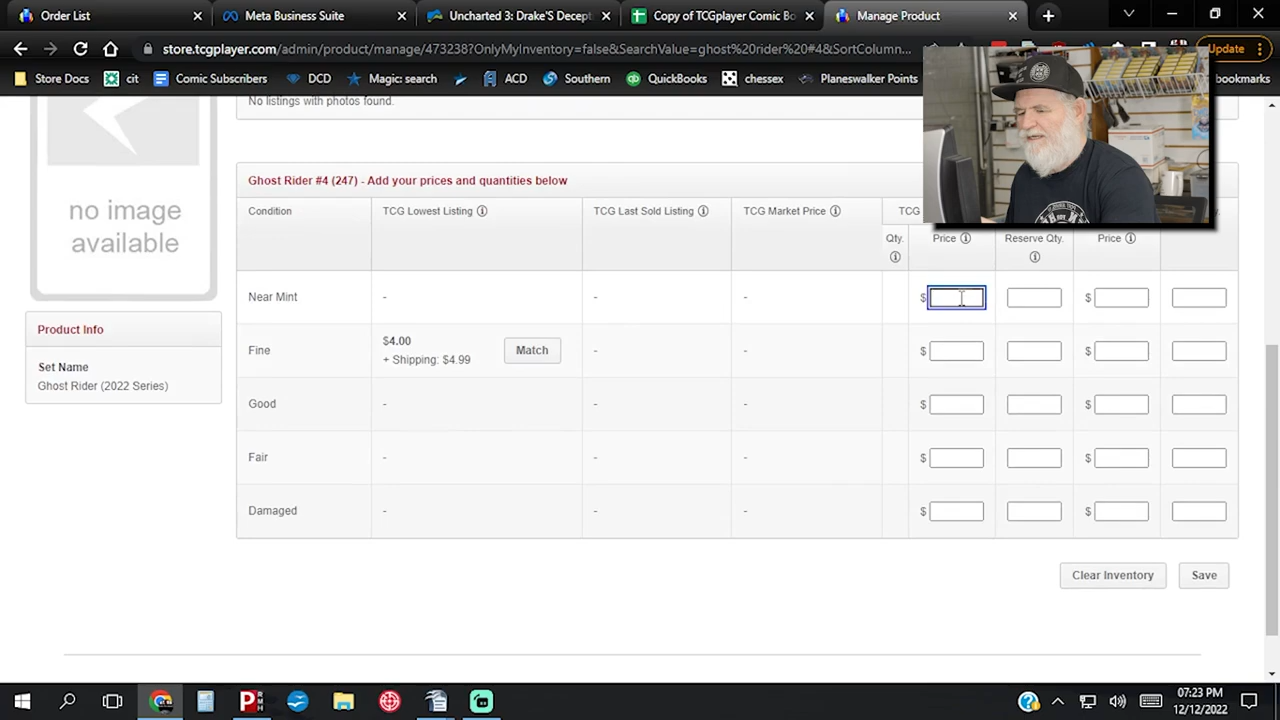 Order List
Meta Business Suite
Uncharted 3: Drake'S Decept
Copy of TCGplayer Comic Bo
Manage Product
store.tcgplayer.com/admin/product/manage/473238?OnlyMyInventory=false&SearchValue=ghost%20rider%20#4&SortColumn...
Update
Store Docs
cit
Comic Subscribers
DCD
Magic: search
ACD
Southern
QuickBooks
chessex
Planeswalker Points
bookmarks
No listings with photos found.
no image
available
Ghost Rider #4 (247) - Add your prices and quantities below
Condition
TCG Lowest Listing
TCG Last Sold Listing
TCG Market Price
TCG
Qty.
Price
Reserve Qty.
Price
Near Mint - - - $ $
Fine $4.00 + Shipping: $4.99 Match - - $ $
Good - - - $ $
Fair - - - $ $
Damaged - - - $ $
Product Info
Set Name
Ghost Rider (2022 Series)
Clear Inventory
Save
07:23 PM
12/12/2022